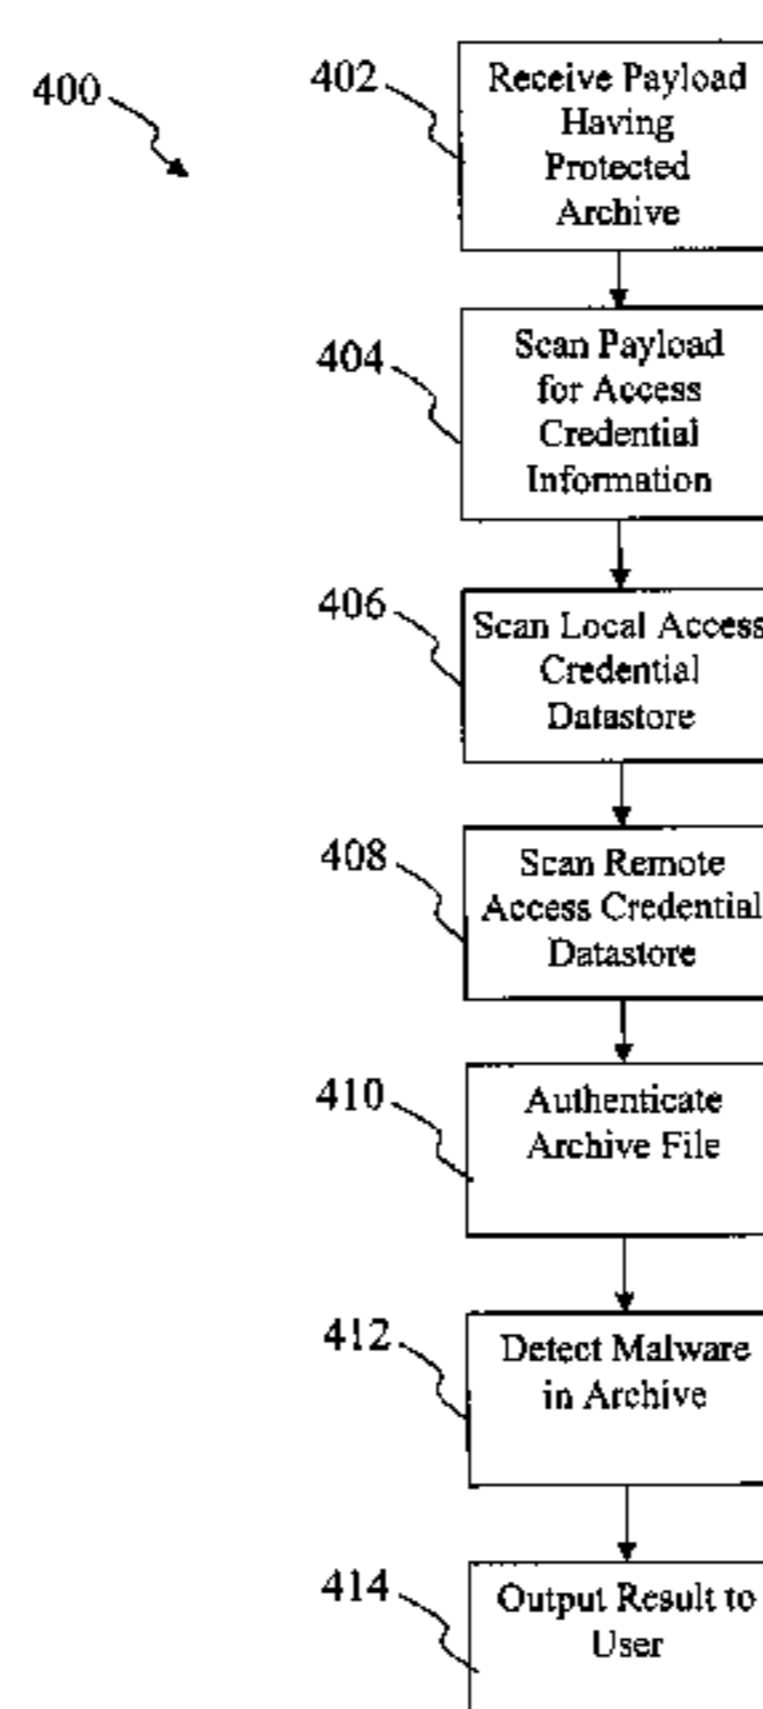 400
402
Receive Payload
Having
Protected
Archive
404
Scan Payload
for Access
Credential
Information
406
Scan Local Access
Credential
Datastore
408
Scan Remote
Access Credential
Datastore
410
Authenticate
Archive File
412
Detect Malware
in Archive
414
Output Result to
User